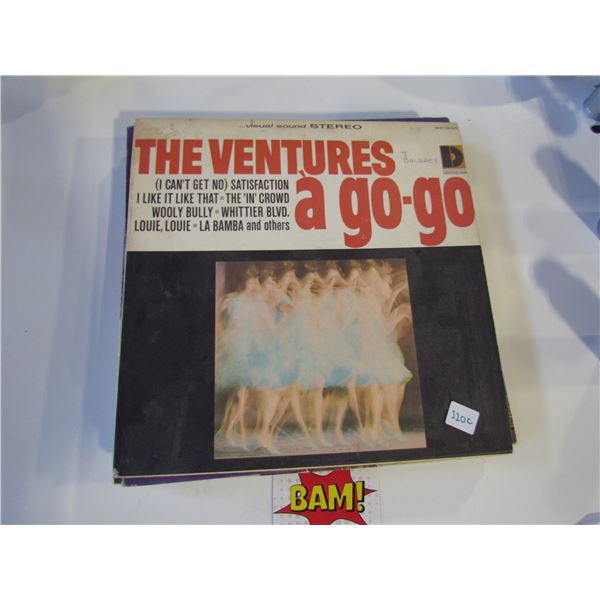 ...visual sound STEREO
THE VENTURES
à go-go
(I CAN'T GET NO) SATISFACTION
I LIKE IT LIKE THAT • THE 'IN' CROWD
WOOLY BULLY • WHITTIER BLVD.
LOUIE, LOUIE • LA BAMBA and others
D
120c
BAM!